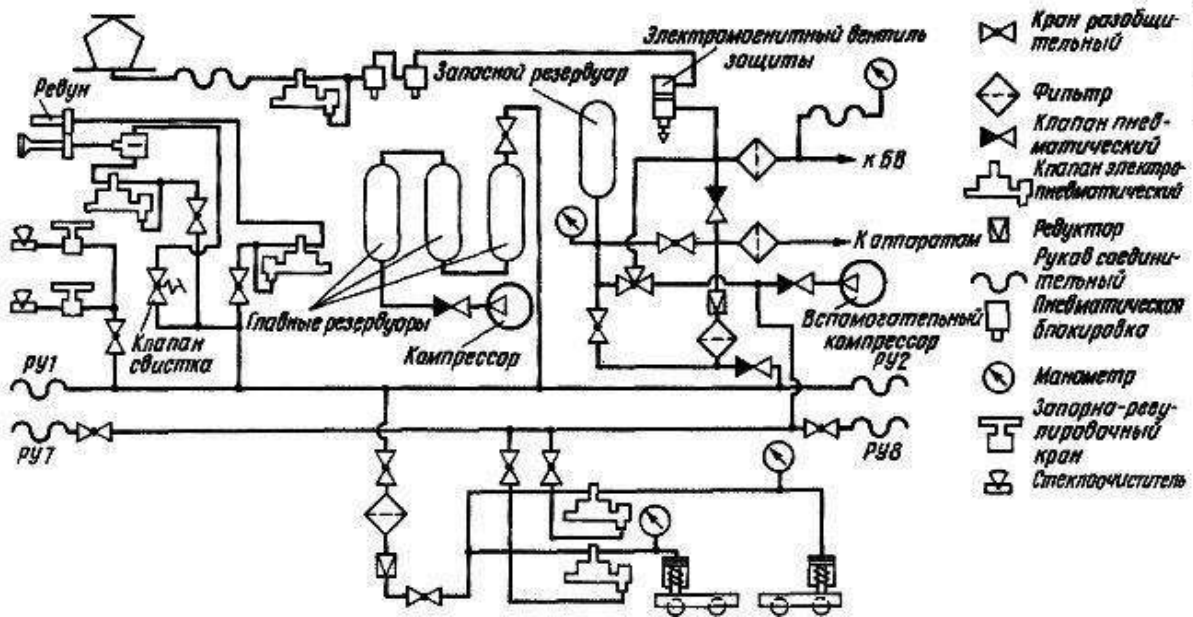 Ревун
Запасной резервуар
Электромагнитный вентиль
защиты
к БВ
К аппаратам
Главные резервуары
Клапан
свистка
Компрессор
Вспомогательный
компрессор
РУ1
РУ2
РУ7
РУ8
Кран разобщи-
тельный
Фильтр
Клапан пнев-
матический
Клапан электро-
пневматический
Редуктор
Рукав соедини-
тельный
Пневматическая
блокировка
Манометр
Запорно-регу-
лировочный
кран
Стеклоочиститель